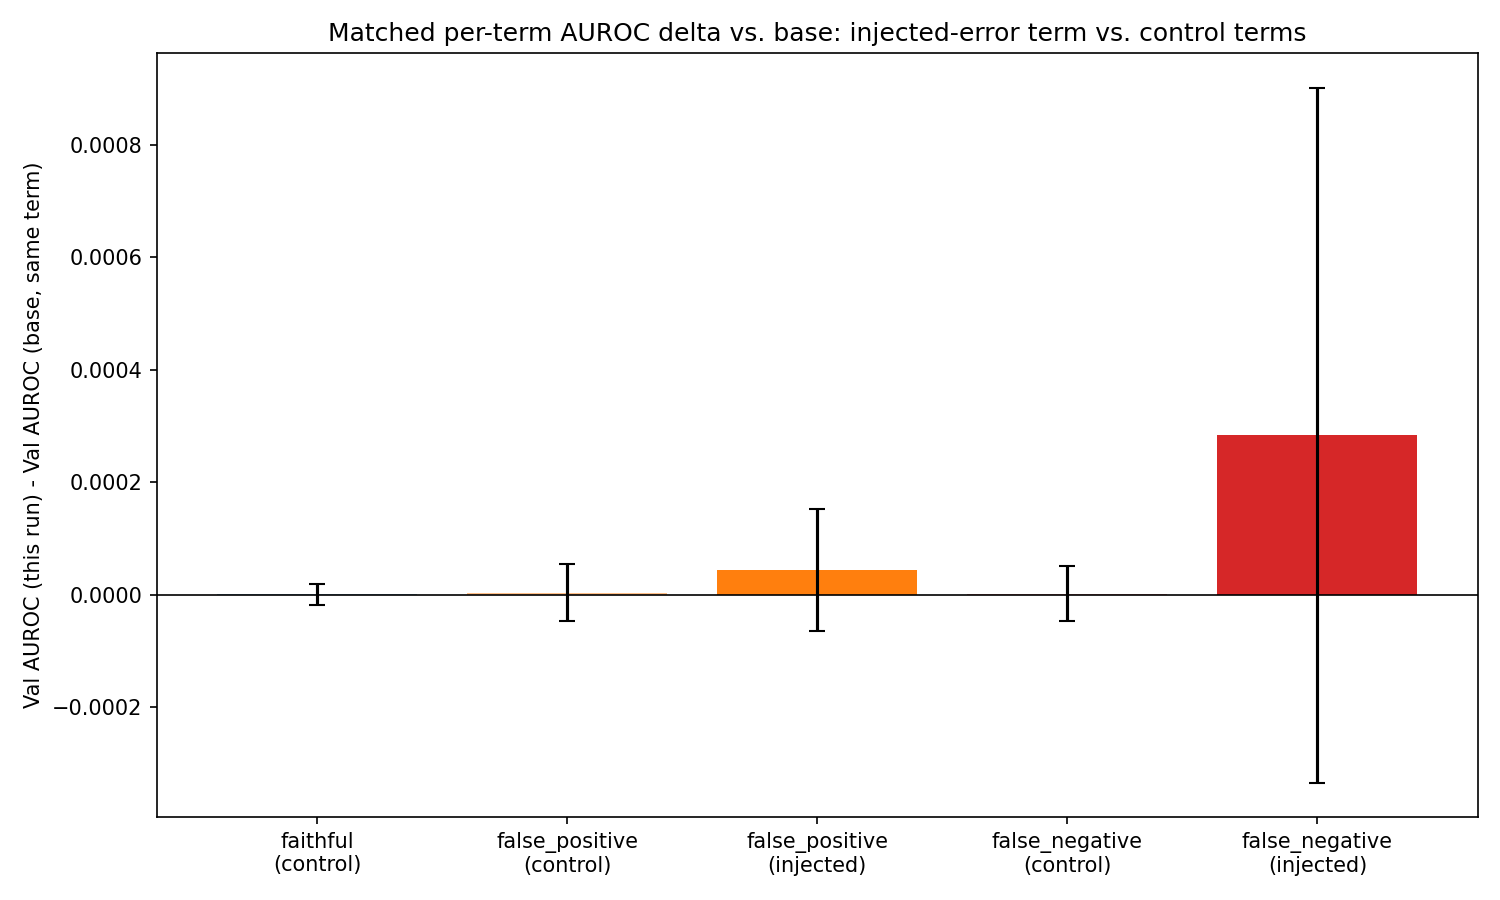 Matched per-term AUROC delta vs. base: injected-error term vs. control terms
Val AUROC (this run) - Val AUROC (base, same term)
0.0008
0.0006
0.0004
0.0002
0.0000
−0.0002
faithful
(control)
false_positive
(control)
false_positive
(injected)
false_negative
(control)
false_negative
(injected)